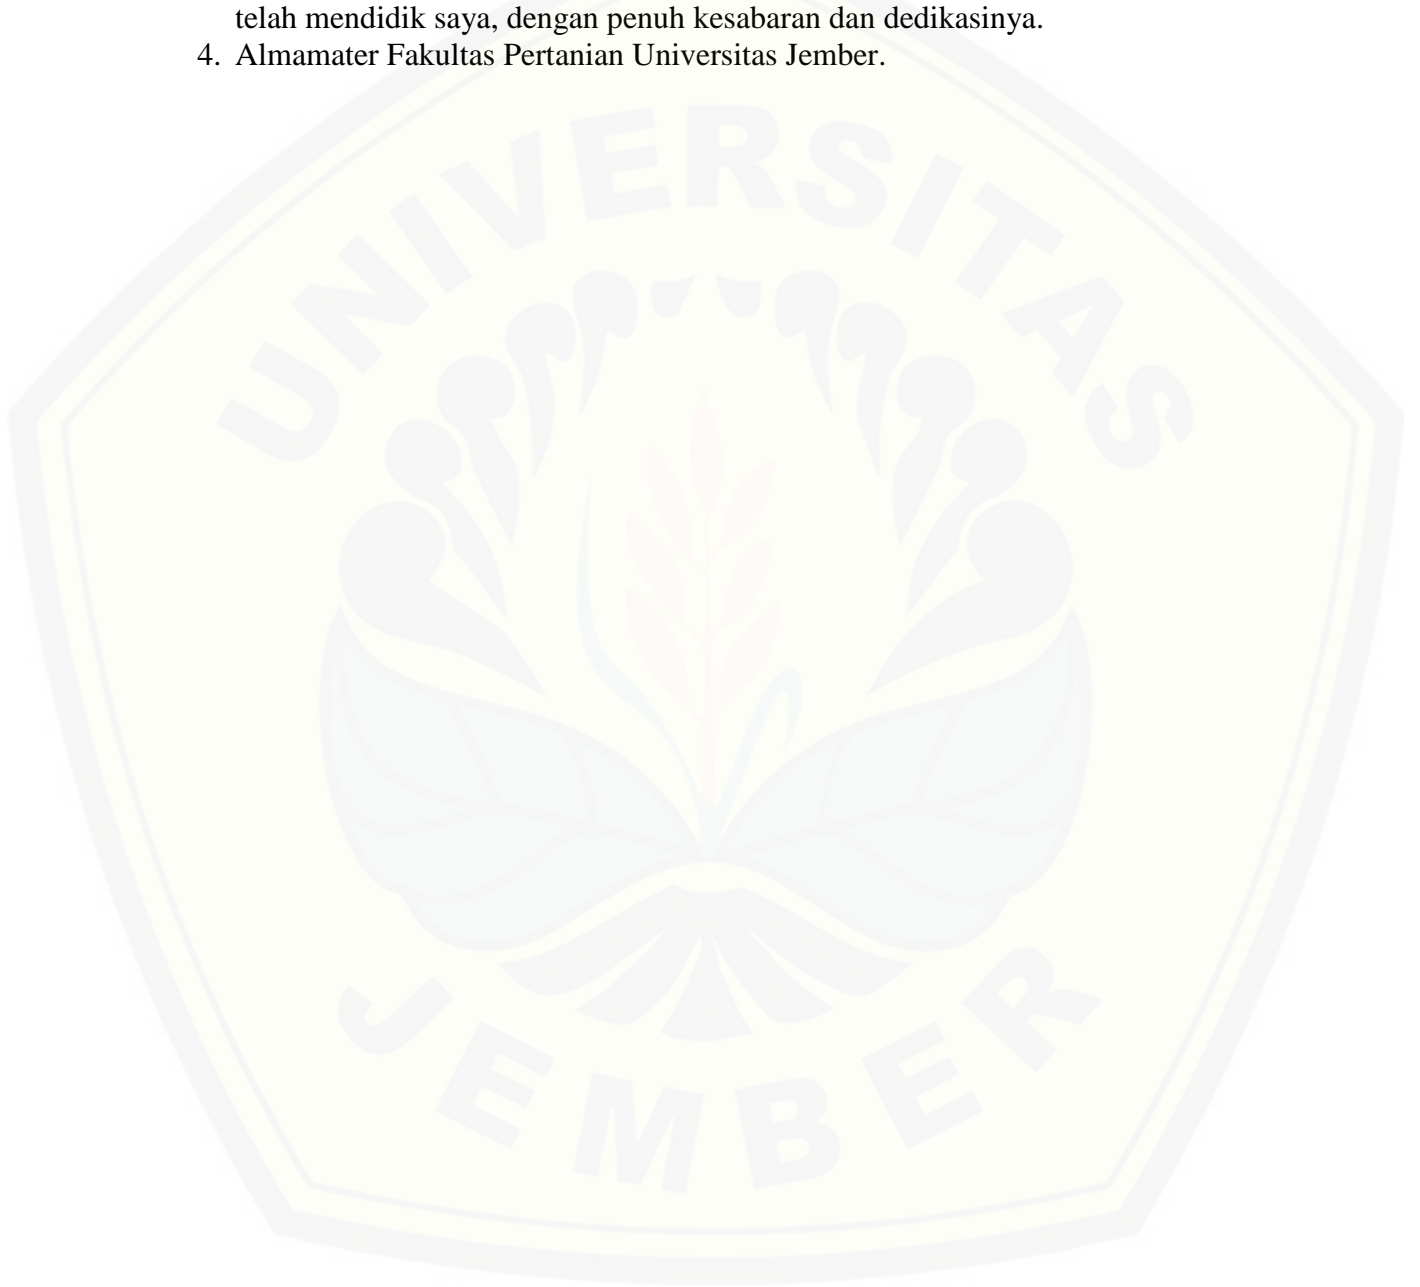 telah mendidik saya, dengan penuh kesabaran dan dedikasinya.
4. Almamater Fakultas Pertanian Universitas Jember.
UNIVERSITAS
JEMBER